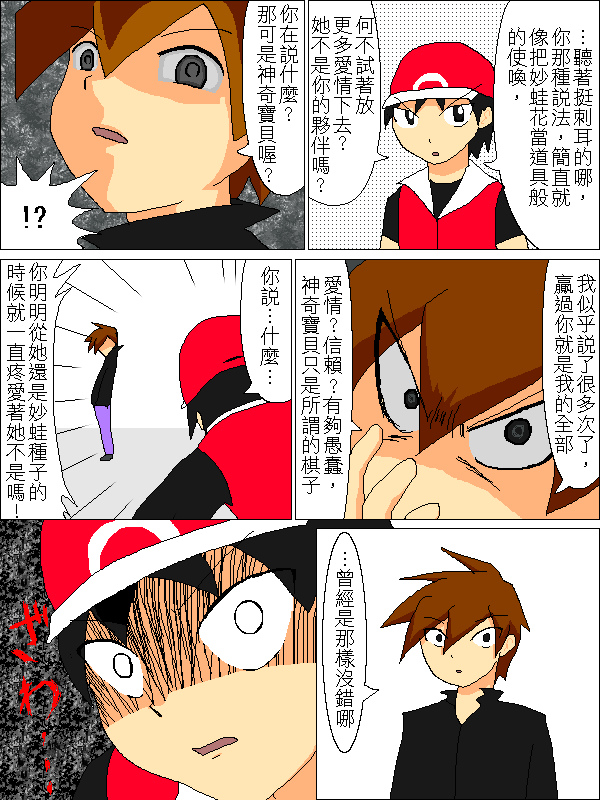 …聽著挺刺耳的哪，
你那種說法，簡直就
像把妙蛙花當道具般
的使喚，
何不試著放
更多愛情下去？
她不是你的夥伴嗎？
你在說什麼？
那可是神奇寶貝喔？
!?
我似乎說了很多次了，
贏過你就是我的全部
愛情？信賴？有夠愚蠢，
神奇寶貝只是所謂的棋子
你說…什麼…
你明明從她還是妙蛙種子的
時候就一直疼愛著她不是嗎！
…曾經是那樣沒錯哪
ざわ……